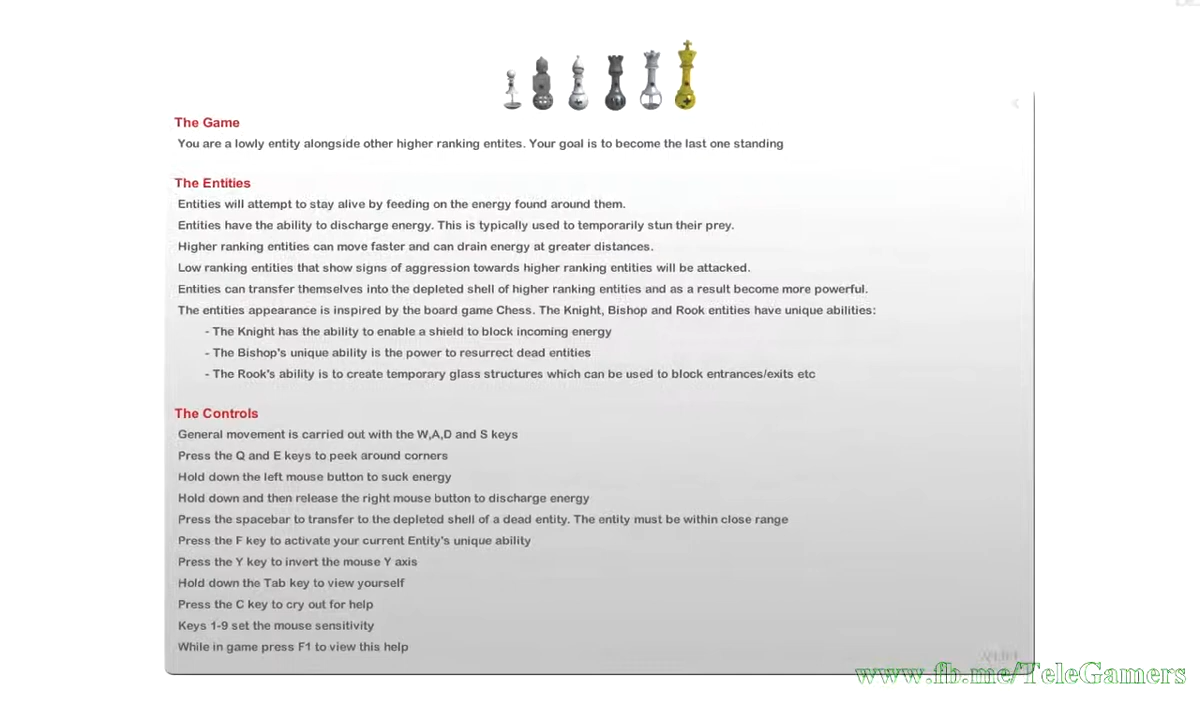 The Game
You are a lowly entity alongside other higher ranking entites. Your goal is to become the last one standing
The Entities
Entities will attempt to stay alive by feeding on the energy found around them.
Entities have the ability to discharge energy. This is typically used to temporarily stun their prey.
Higher ranking entities can move faster and can drain energy at greater distances.
Low ranking entities that show signs of aggression towards higher ranking entities will be attacked.
Entities can transfer themselves into the depleted shell of higher ranking entities and as a result become more powerful.
The entities appearance is inspired by the board game Chess. The Knight, Bishop and Rook entities have unique abilities:
- The Knight has the ability to enable a shield to block incoming energy
- The Bishop's unique ability is the power to resurrect dead entities
- The Rook's ability is to create temporary glass structures which can be used to block entrances/exits etc
The Controls
General movement is carried out with the W,A,D and S keys
Press the Q and E keys to peek around corners
Hold down the left mouse button to suck energy
Hold down and then release the right mouse button to discharge energy
Press the spacebar to transfer to the depleted shell of a dead entity. The entity must be within close range
Press the F key to activate your current Entity's unique ability
Press the Y key to invert the mouse Y axis
Hold down the Tab key to view yourself
Press the C key to cry out for help
Keys 1-9 set the mouse sensitivity
While in game press F1 to view this help
www.fb.me/TeleGamers